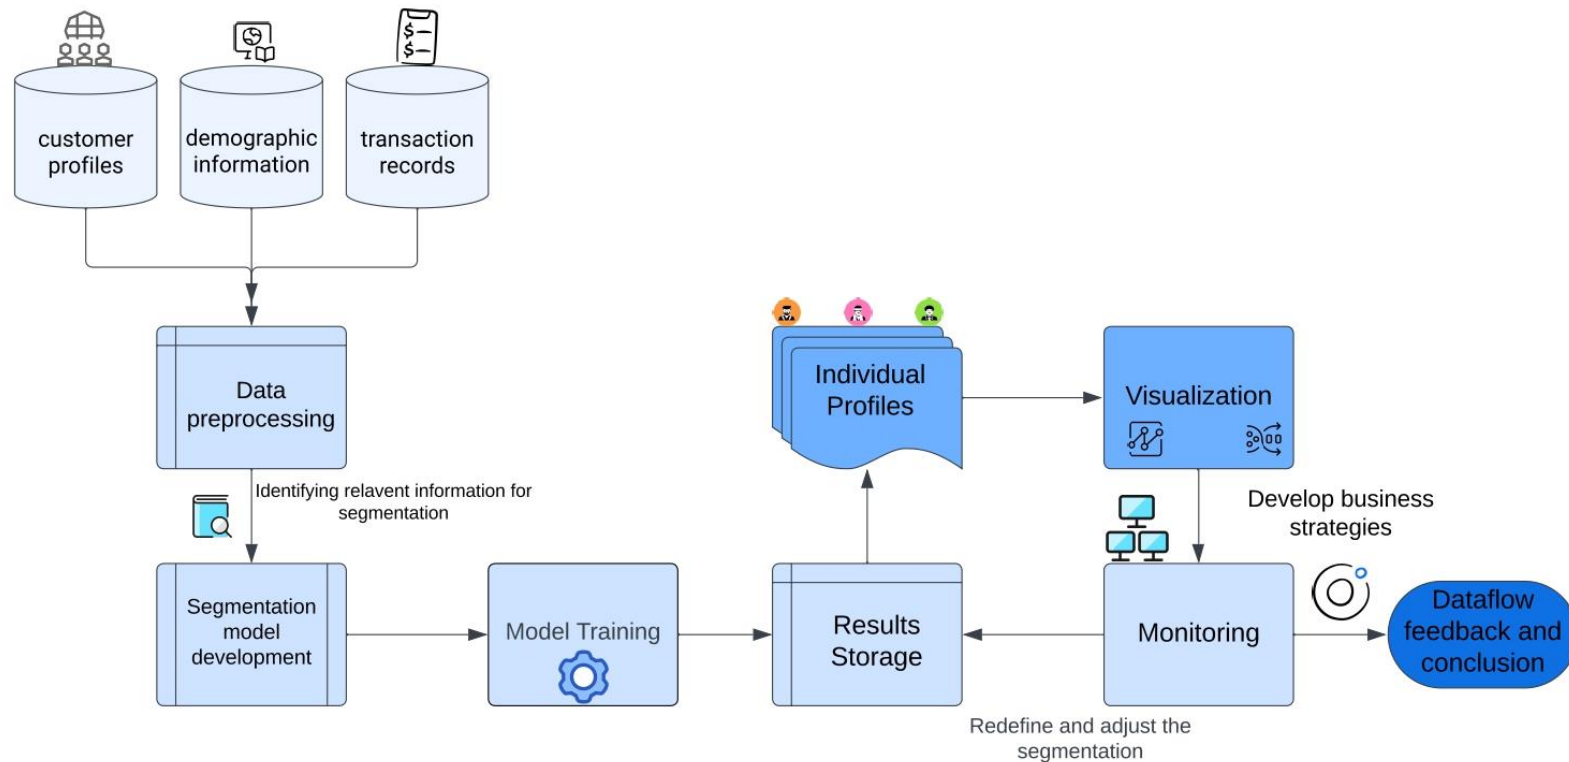 customer
profiles
demographic
information
transaction
records
$
$
Data
preprocessing
Identifying relavent information for
segmentation
Segmentation
model
development
Model Training
Individual
Profiles
Visualization
Develop business
strategies
Results
Storage
Monitoring
Dataflow
feedback and
conclusion
Redefine and adjust the
segmentation